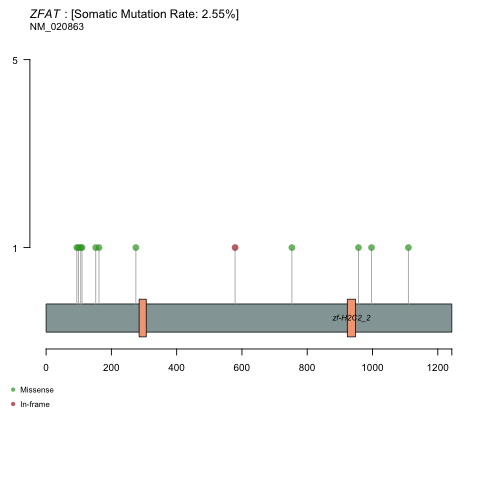 ZFAT : [Somatic Mutation Rate: 2.55%]
NM_020863
5
1
zf-H2C2_2
0 200 400 600 800 1000 1200
Missense
In-frame